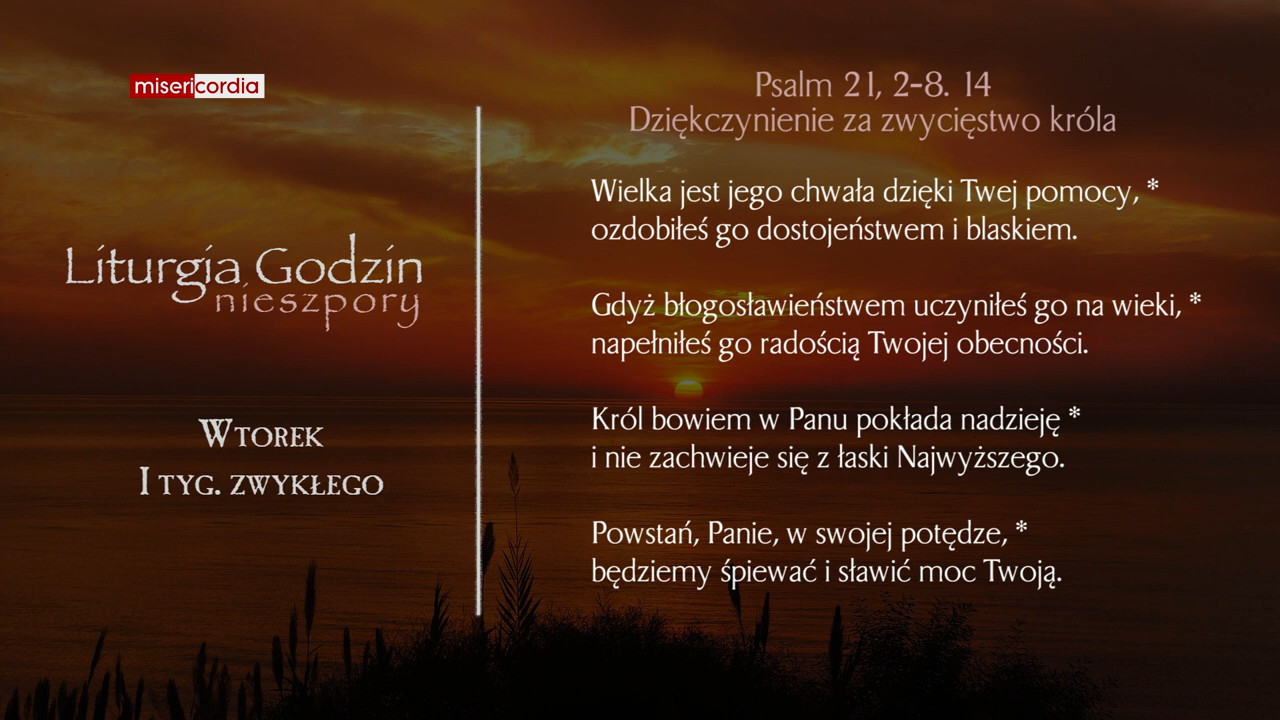 misericordia
Liturgia Godzin
nieszpory
Wtorek
I tyg. zwykłego
Psalm 21, 2-8. 14
Dziękczynienie za zwycięstwo króla
Wielka jest jego chwała dzięki Twej pomocy, *
ozdobiłeś go dostojeństwem i blaskiem.
Gdyż błogosławieństwem uczyniłeś go na wieki, *
napełniłeś go radością Twojej obecności.
Król bowiem w Panu pokłada nadzieję *
i nie zachwieje się z łaski Najwyższego.
Powstań, Panie, w swojej potędze, *
będziemy śpiewać i sławić moc Twoją.